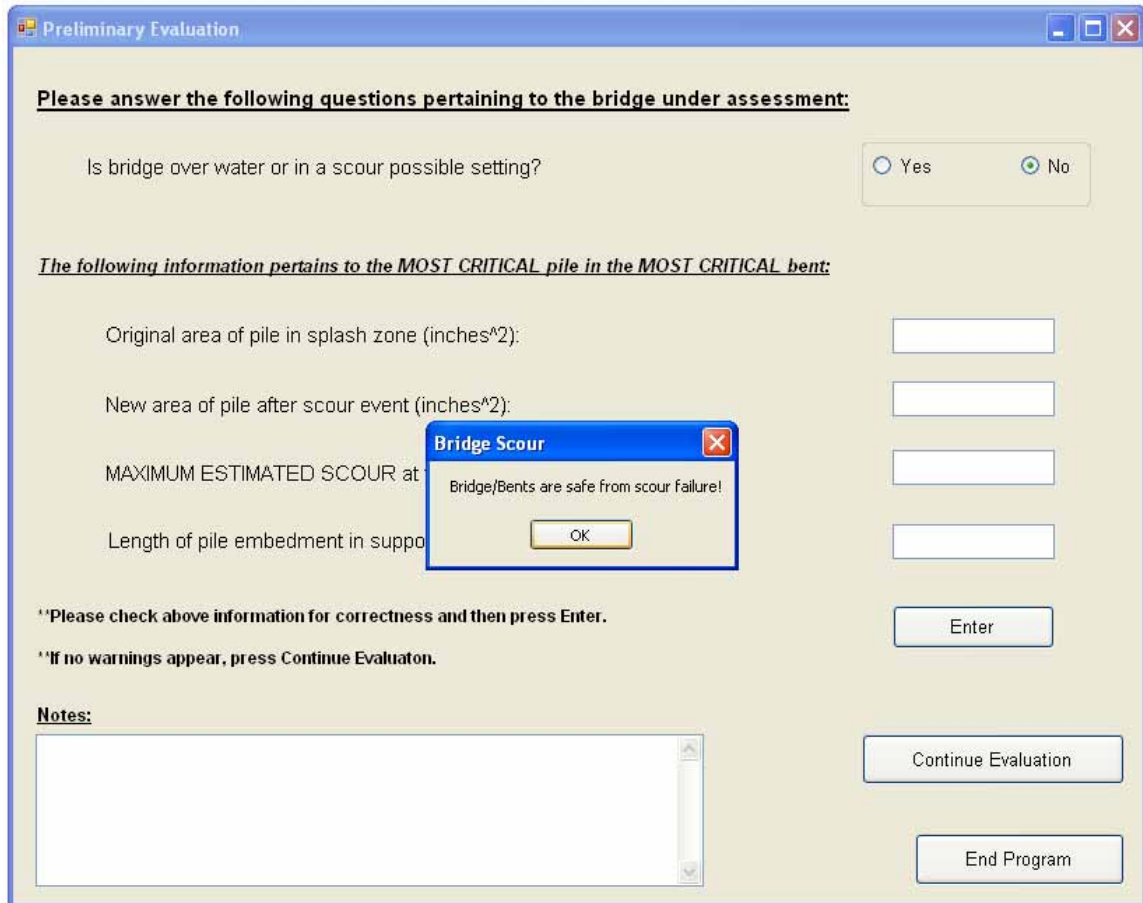 Preliminary Evaluation
Please answer the following questions pertaining to the bridge under assessment:
Is bridge over water or in a scour possible setting?
Yes No
The following information pertains to the MOST CRITICAL pile in the MOST CRITICAL bent:
Original area of pile in splash zone (inches^2):
New area of pile after scour event (inches^2):
Bridge Scour
MAXIMUM ESTIMATED SCOUR at
Bridge/Bents are safe from scour failure!
OK
Length of pile embedment in
**Please check above information for correctness and then press Enter.
Enter
**If no warnings appear, press Continue Evaluaton.
Notes:
Continue Evaluation
End Program